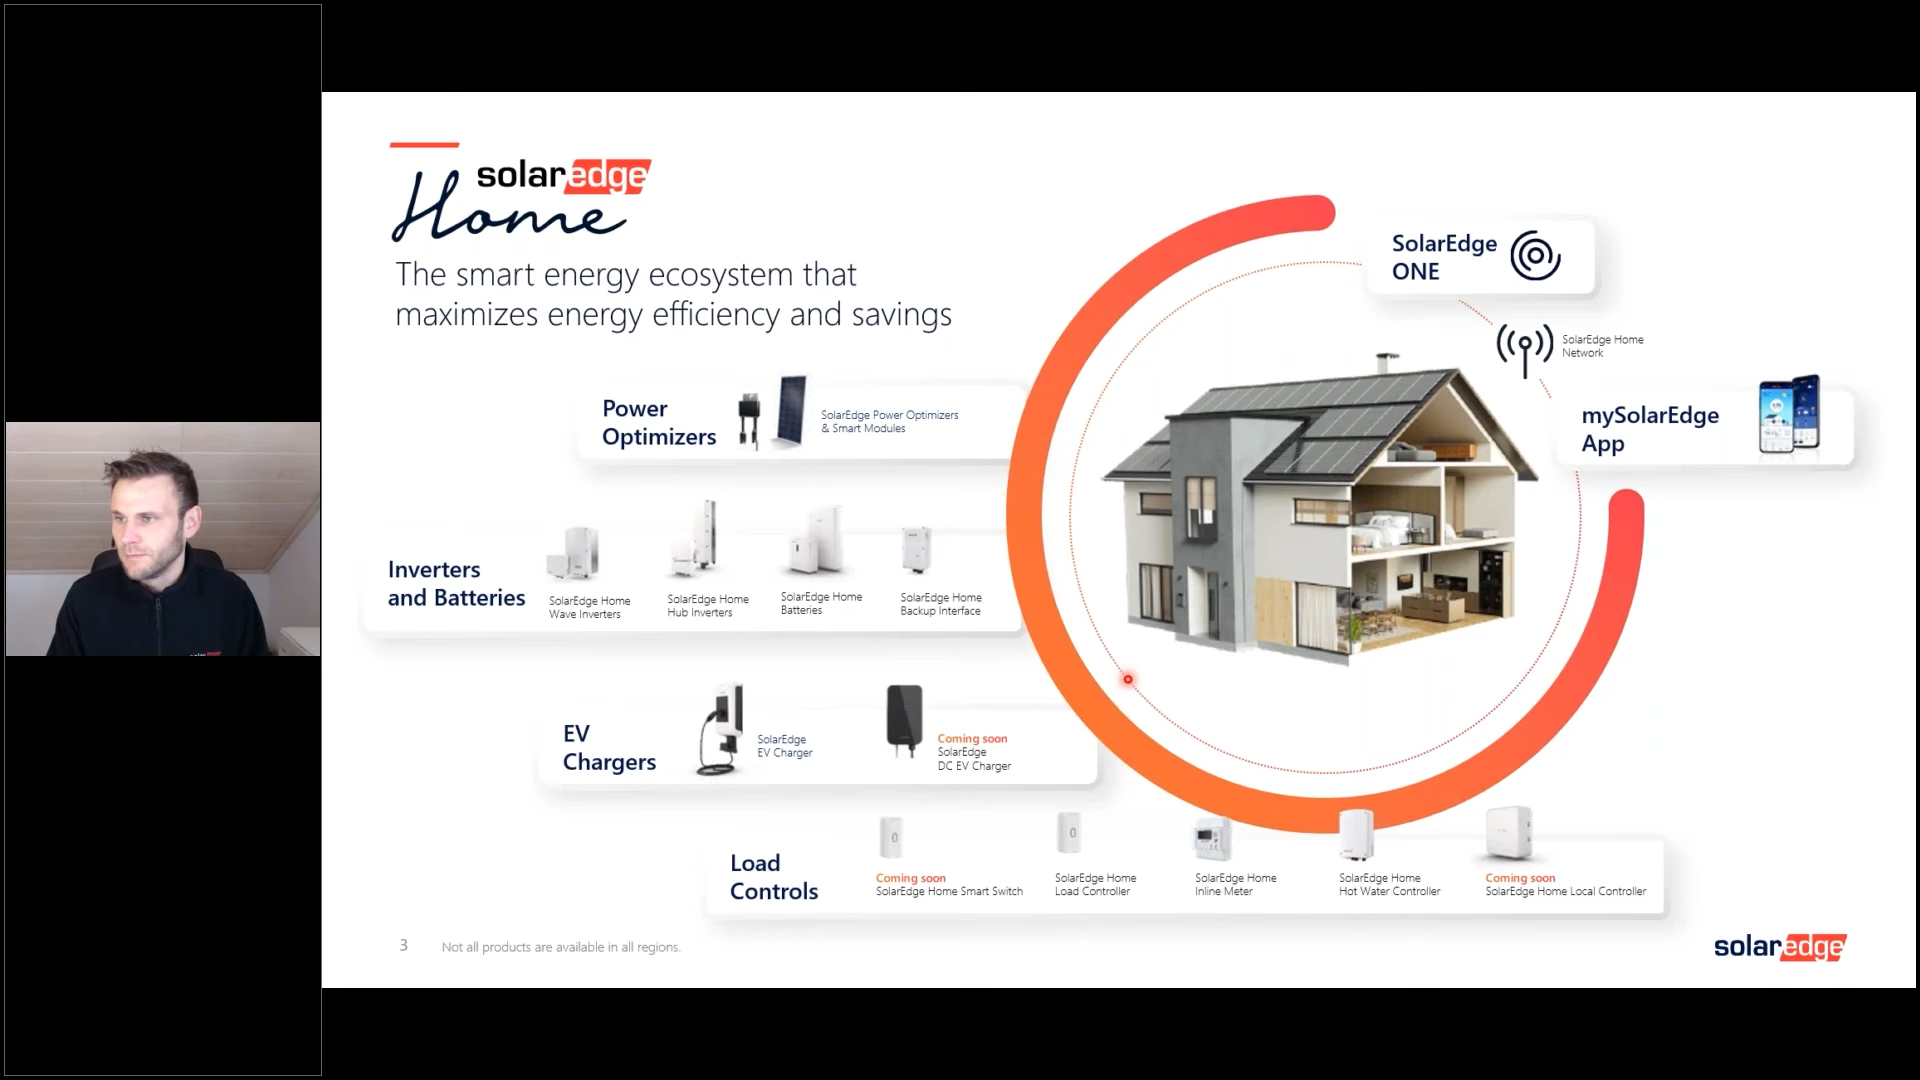 solaredge
Home
The smart energy ecosystem that
maximizes energy efficiency and savings
SolarEdge
ONE
SolarEdge Home
Network
mySolarEdge
App
Power
Optimizers
SolarEdge Power Optimizers
& Smart Modules
Inverters
and Batteries
SolarEdge Home
Wave Inverters
SolarEdge Home
Hub Inverters
SolarEdge Home
Batteries
SolarEdge Home
Backup Interface
EV
Chargers
SolarEdge
EV Charger
Coming soon
SolarEdge
DC EV Charger
Load
Controls
Coming soon
SolarEdge Home Smart Switch
SolarEdge Home
Load Controller
SolarEdge Home
Inline Meter
SolarEdge Home
Hot Water Controller
Coming soon
SolarEdge Home Local Controller
3
Not all products are available in all regions.
solaredge